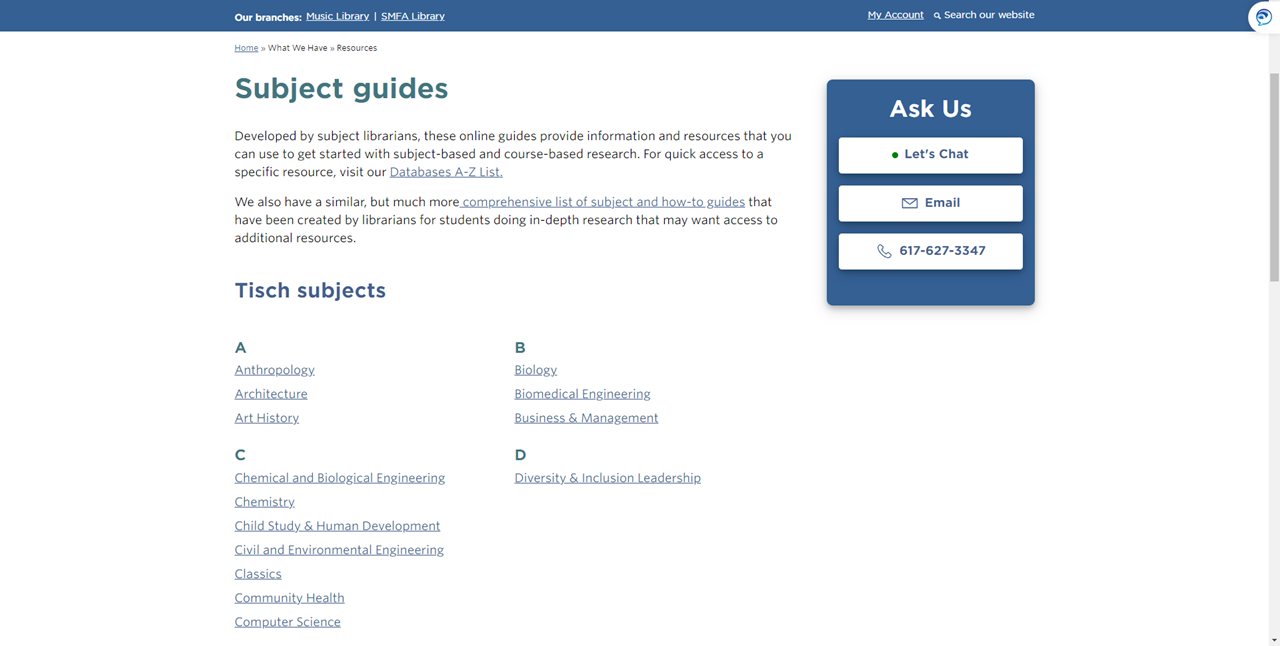 Our branches: Music Library | SMFA Library
My Account Search our website
Home » What We Have » Resources
Subject guides
Developed by subject librarians, these online guides provide information and resources that you
can use to get started with subject-based and course-based research. For quick access to a
specific resource, visit our Databases A-Z List.
We also have a similar, but much more comprehensive list of subject and how-to guides that
have been created by librarians for students doing in-depth research that may want access to
additional resources.
Ask Us
Let's Chat
Email
617-627-3347
Tisch subjects
A
Anthropology
Architecture
Art History
B
Biology
Biomedical Engineering
Business & Management
C
Chemical and Biological Engineering
Chemistry
Child Study & Human Development
Civil and Environmental Engineering
Classics
Community Health
Computer Science
D
Diversity & Inclusion Leadership